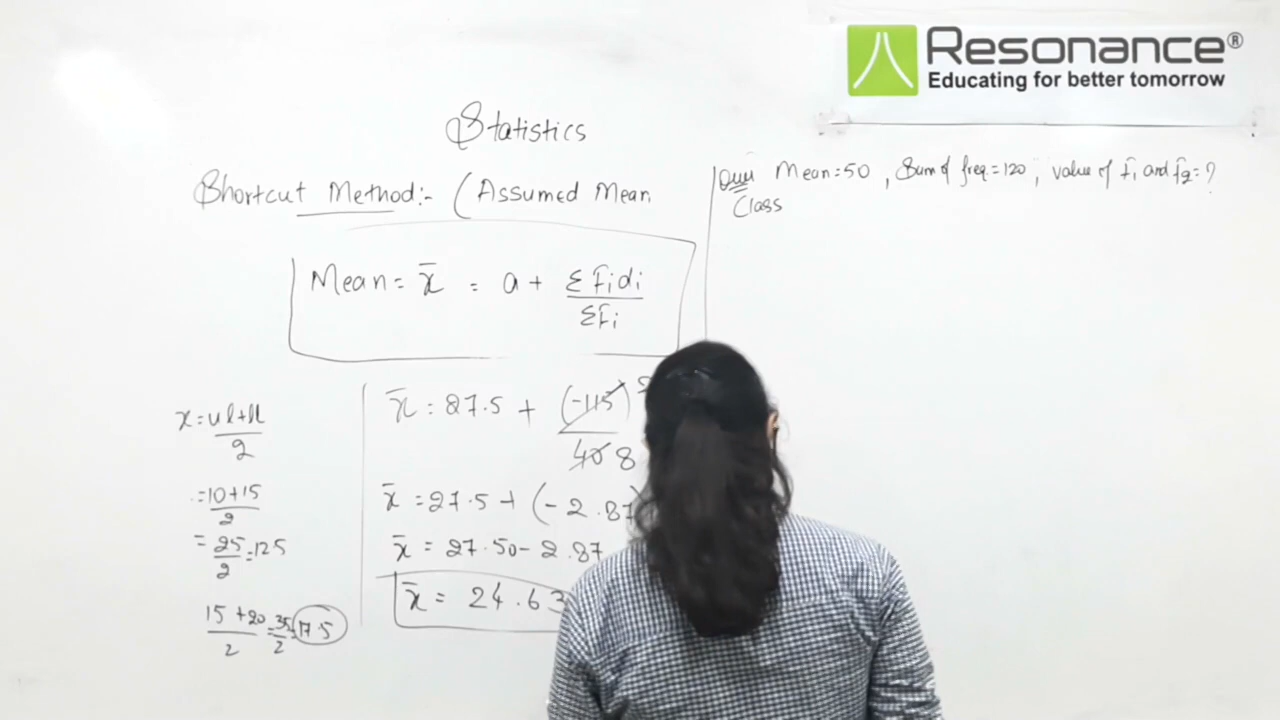 Resonance®
Educating for better tomorrow
Statistics
Shortcut Method:- (Assumed Mean
Mean = x̄ = a + Σfidi/Σfi
x = ul+ll/2
= 10+15/2
= 25/2 = 12.5
15+20/2 = 35/2 = 17.5
x̄ = 27.5 + (-115)/40 8
x̄ = 27.5 + (-2.87)
x̄ = 27.50 - 2.87
x̄ = 24.63
Ques Mean = 50, Sum of freq. = 120, value of f1 and f2 = ?
Class